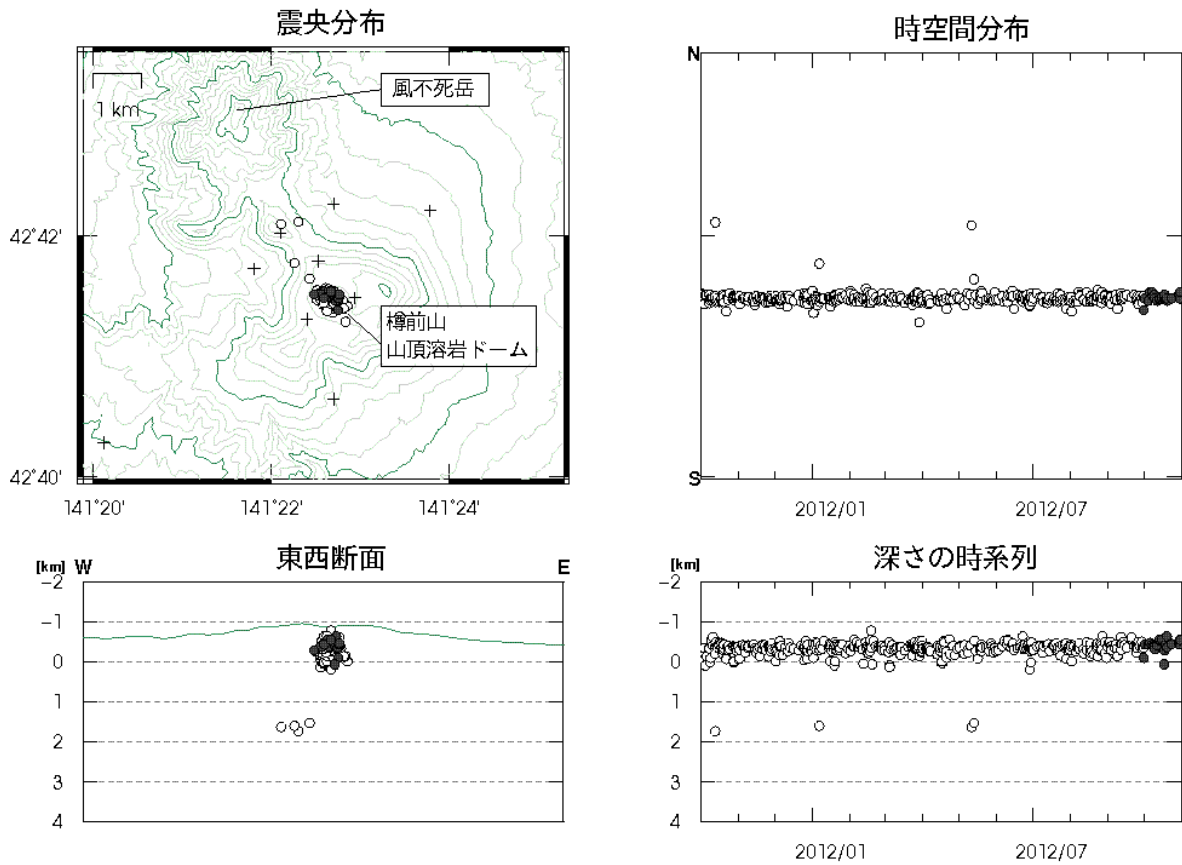 震央分布
風不死岳
1 km
42˚42'
樽前山
山頂溶岩ドーム
42˚40'
141˚20'
141˚22'
141˚24'
時空間分布
N
S
2012/01
2012/07
東西断面
[km]
W
E
-2
-1
0
1
2
3
4
深さの時系列
[km]
-2
-1
0
1
2
3
4
2012/01
2012/07